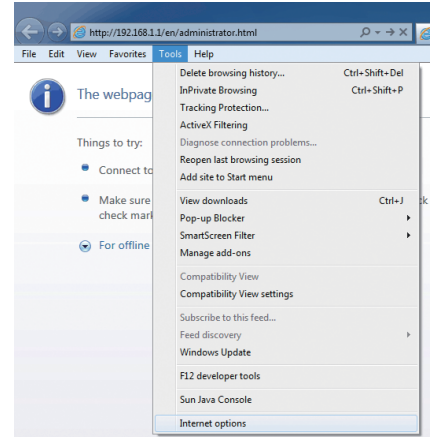 http://192.168.1.1/en/administrator.html
File Edit View Favorites Tools Help
Delete browsing history... Ctrl+Shift+Del
InPrivate Browsing Ctrl+Shift+P
Tracking Protection...
ActiveX Filtering
Diagnose connection problems...
Reopen last browsing session
Add site to Start menu
View downloads Ctrl+J
Pop-up Blocker
SmartScreen Filter
Manage add-ons
Compatibility View
Compatibility View settings
Subscribe to this feed...
Feed discovery
Windows Update
F12 developer tools
Sun Java Console
Internet options
The webpag
Things to try:
Connect to
Make sure
check mark
For offline